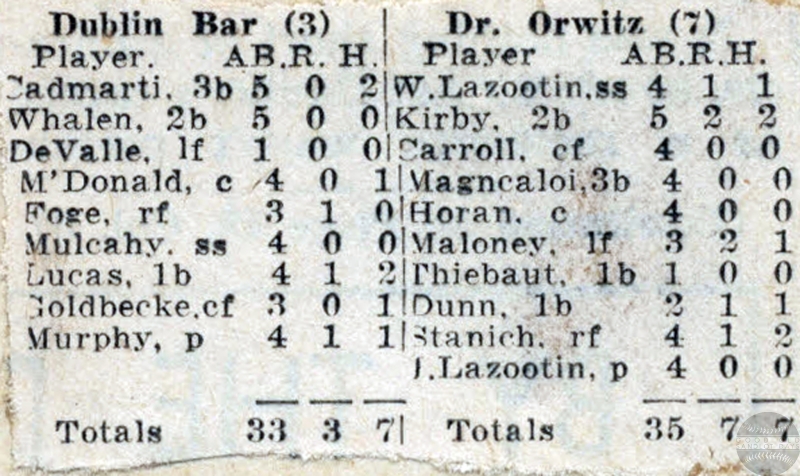 Dublin Bar (3) | Dr. Orwitz (7)
Player. AB.R. H. | Player AB.R.H.
Cadmarti, 3b 5 0 2 | W.Lazootin,ss 4 1 1
Whalen, 2b 5 0 0 | Kirby, 2b 5 2 2
DeValle, lf 1 0 0 | Carroll, cf 4 0 0
M'Donald, c 4 0 1 | Magncaloi,3b 4 0 0
Foge, rf 3 1 0 | Horan, c 4 0 0
Mulcahy, ss 4 0 0 | Maloney, lf 3 2 1
Lucas, 1b 4 1 2 | Thiebaut, 1b 1 0 0
Goldbecke,cf 3 0 1 | Dunn, 1b 2 1 1
Murphy, p 4 1 1 | Stanich, rf 4 1 2
J.Lazootin, p 4 0 0
Totals 33 3 7 | Totals 35 7 7